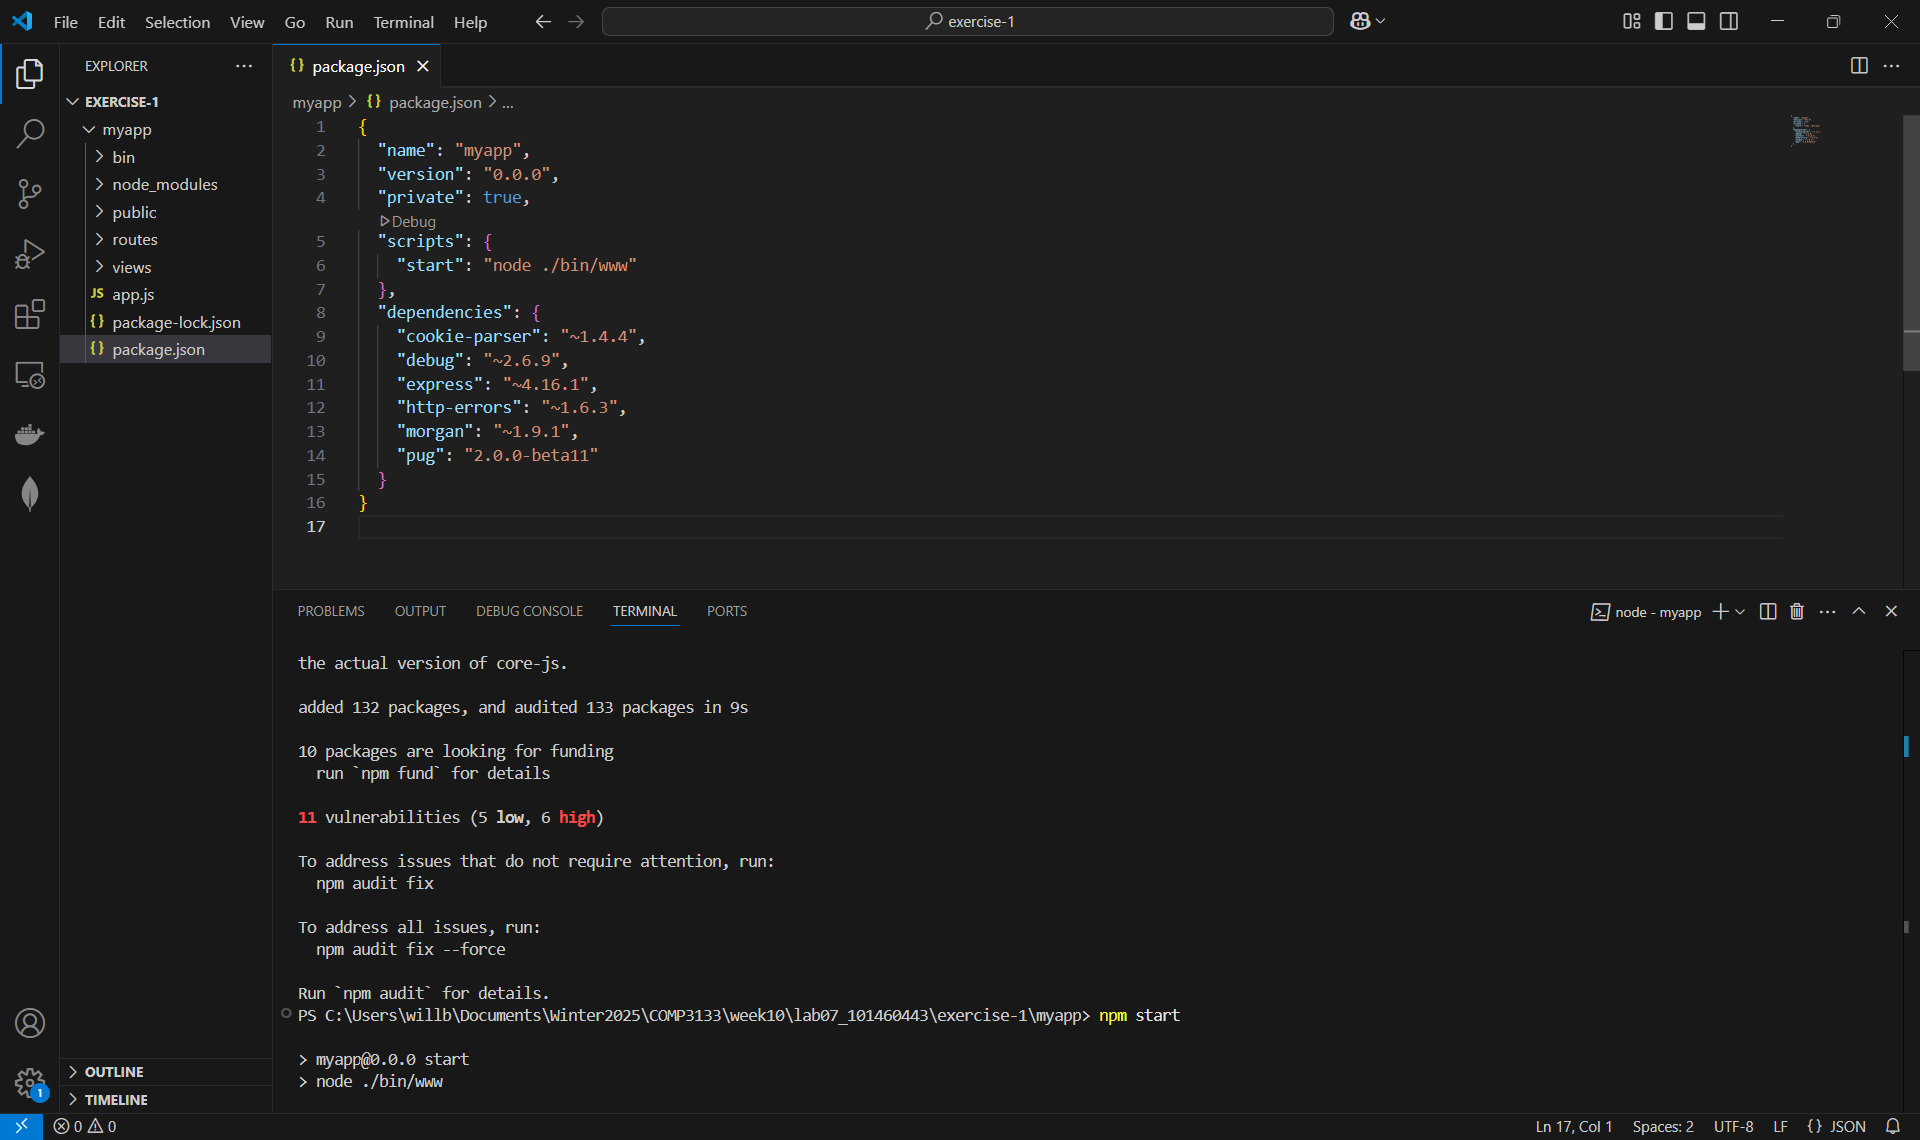 File Edit Selection View Go Run Terminal Help
exercise-1
EXPLORER
EXERCISE-1
myapp
bin
node_modules
public
routes
views
JS app.js
{} package-lock.json
{} package.json
OUTLINE
TIMELINE
{} package.json
myapp > {} package.json > ...
1 {
2 "name": "myapp",
3 "version": "0.0.0",
4 "private": true,
Debug
5 "scripts": {
6 "start": "node ./bin/www"
7 },
8 "dependencies": {
9 "cookie-parser": "~1.4.4",
10 "debug": "~2.6.9",
11 "express": "~4.16.1",
12 "http-errors": "~1.6.3",
13 "morgan": "~1.9.1",
14 "pug": "2.0.0-beta11"
15 }
16 }
17
PROBLEMS OUTPUT DEBUG CONSOLE TERMINAL PORTS
node - myapp
the actual version of core-js.
added 132 packages, and audited 133 packages in 9s
10 packages are looking for funding
run `npm fund` for details
11 vulnerabilities (5 low, 6 high)
To address issues that do not require attention, run:
npm audit fix
To address all issues, run:
npm audit fix --force
Run `npm audit` for details.
PS C:\Users\willb\Documents\Winter2025\COMP3133\week10\lab07_101460443\exercise-1\myapp> npm start
> myapp@0.0.0 start
> node ./bin/www
1
0 0
Ln 17, Col 1 Spaces: 2 UTF-8 LF {} JSON